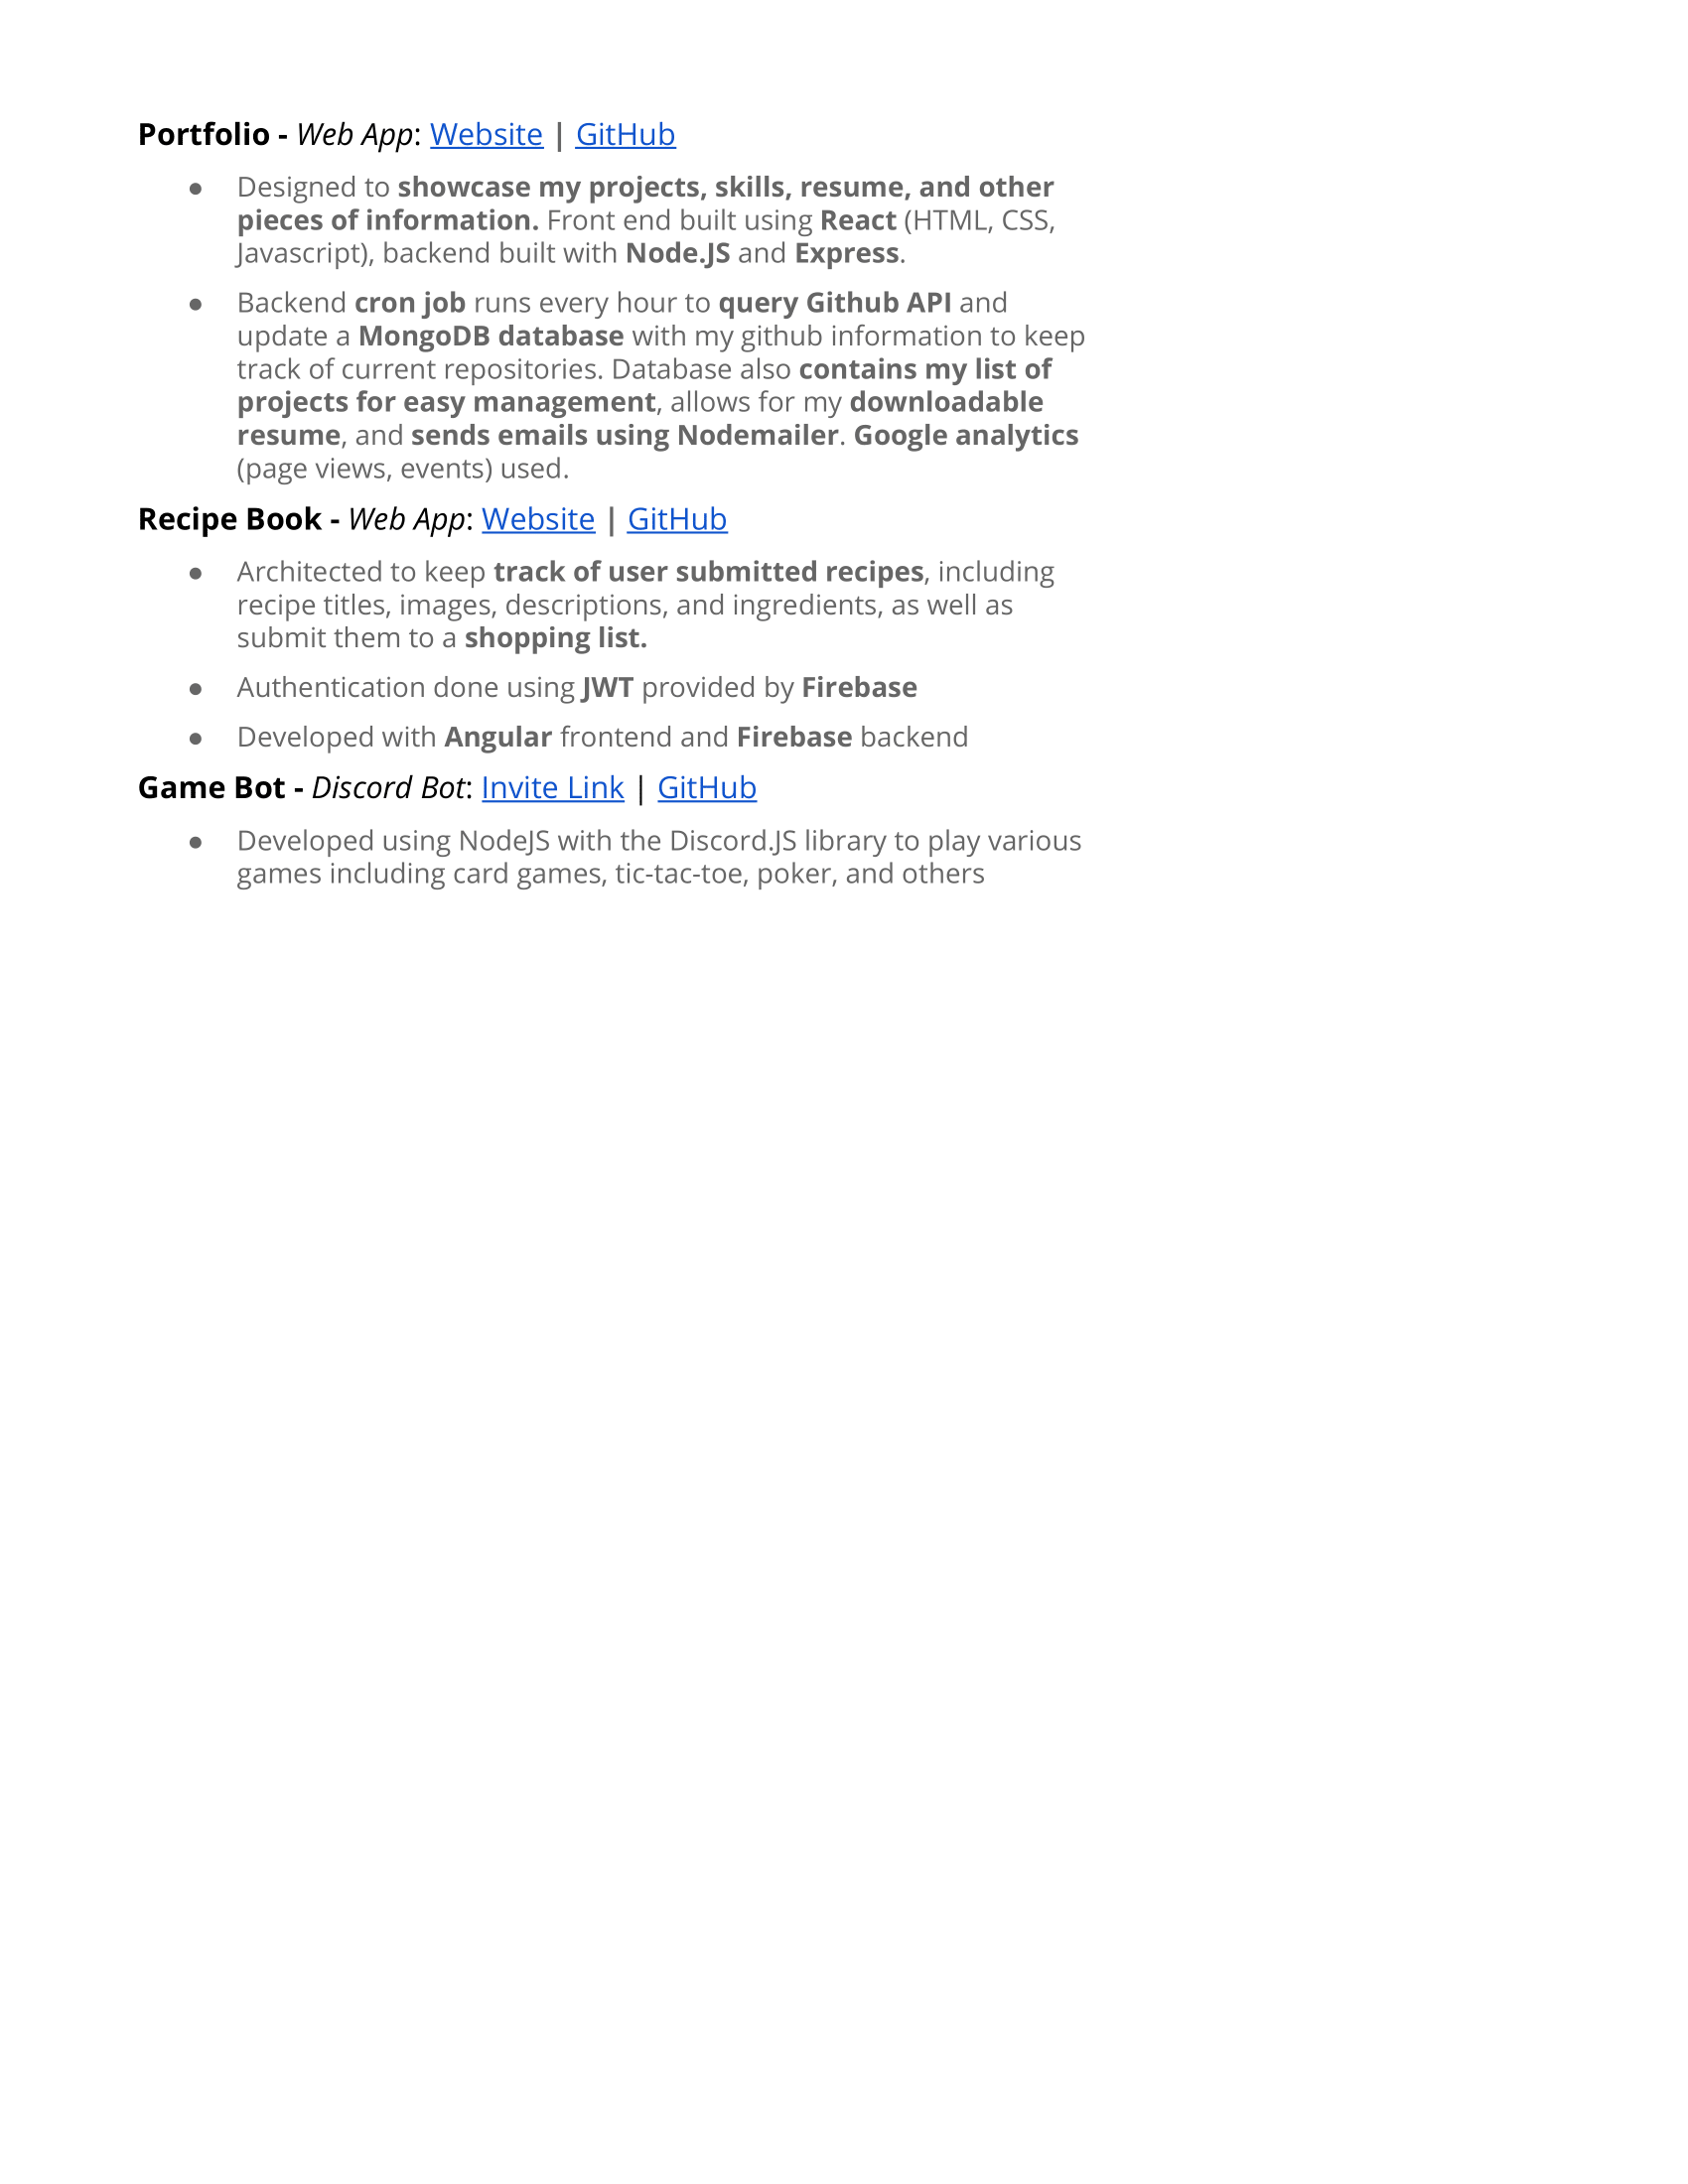 Portfolio - Web App: Website | GitHub
● Designed to showcase my projects, skills, resume, and other
pieces of information. Front end built using React (HTML, CSS,
Javascript), backend built with Node.JS and Express.
● Backend cron job runs every hour to query Github API and
update a MongoDB database with my github information to keep
track of current repositories. Database also contains my list of
projects for easy management, allows for my downloadable
resume, and sends emails using Nodemailer. Google analytics
(page views, events) used.
Recipe Book - Web App: Website | GitHub
● Architected to keep track of user submitted recipes, including
recipe titles, images, descriptions, and ingredients, as well as
submit them to a shopping list.
● Authentication done using JWT provided by Firebase
● Developed with Angular frontend and Firebase backend
Game Bot - Discord Bot: Invite Link | GitHub
● Developed using NodeJS with the Discord.JS library to play various
games including card games, tic-tac-toe, poker, and others